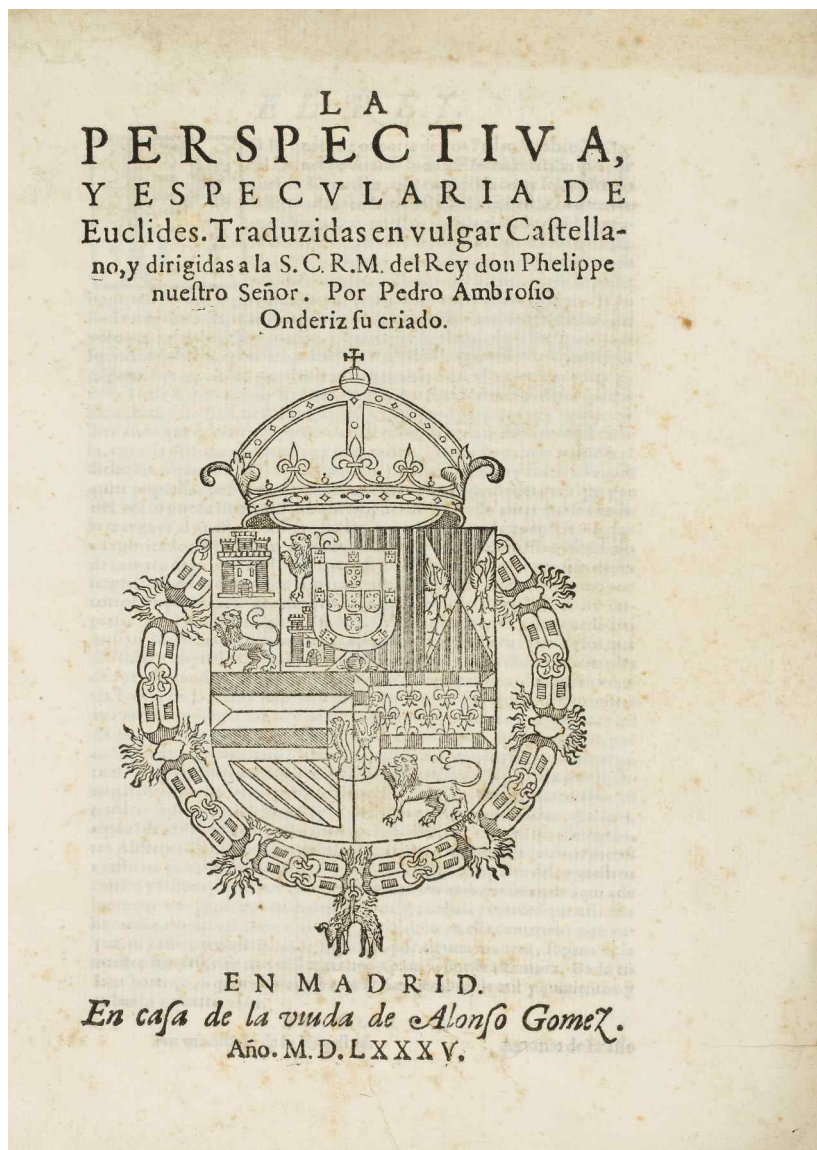 LA
PERSPECTIVA,
Y ESPECVLARIA DE
Euclides. Traduzidas en vulgar Caſtella-
no, y dirigidas a la S. C. R. M. del Rey don Phelippe
nueſtro Señor. Por Pedro Ambroſio
Onderiz ſu criado.
EN MADRID.
En caſa de la viuda de Alonſo Gomez.
Año. M. D. LXXXV.